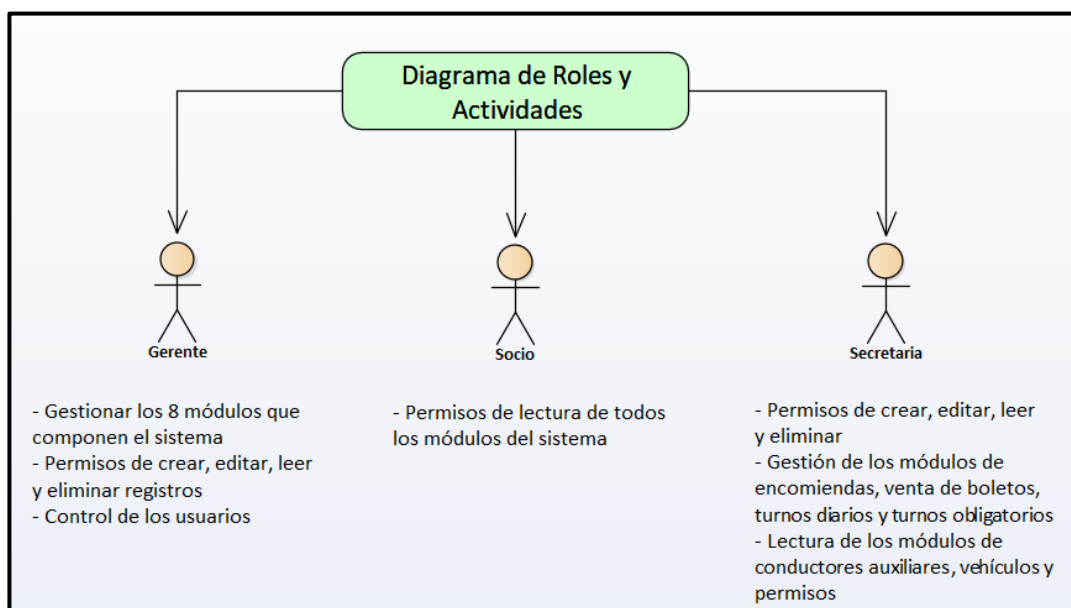 Diagrama de Roles y
Actividades
Gerente
Socio
Secretaria
- Gestionar los 8 módulos que
componen el sistema
- Permisos de crear, editar, leer
y eliminar registros
- Control de los usuarios
- Permisos de lectura de todos
los módulos del sistema
- Permisos de crear, editar, leer
y eliminar
- Gestión de los módulos de
encomiendas, venta de boletos,
turnos diarios y turnos obligatorios
- Lectura de los módulos de
conductores auxiliares, vehículos y
permisos